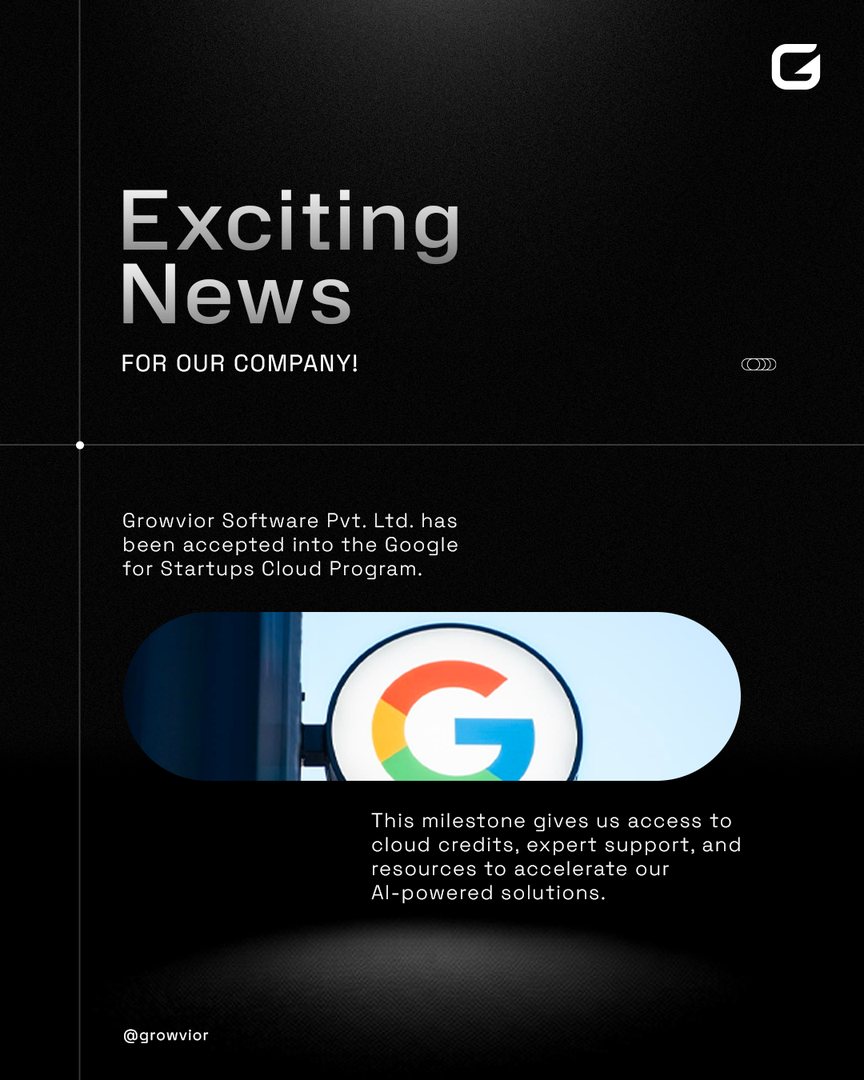 Exciting
News
FOR OUR COMPANY!
Growvior Software Pvt. Ltd. has
been accepted into the Google
for Startups Cloud Program.
G
This milestone gives us access to
cloud credits, expert support, and
resources to accelerate our
AI-powered solutions.
@growvior